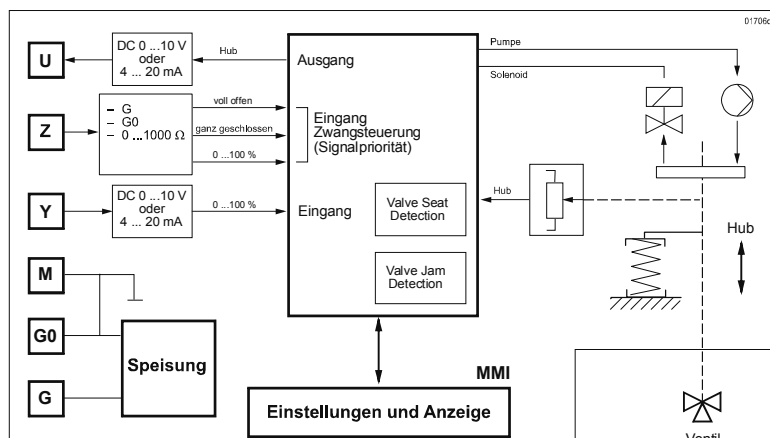 01706d
U
DC 0 ...10 V
oder
4 ... 20 mA
Hub
Ausgang
Pumpe
Solenoid
Z
– G
– G0
– 0 ...1000 Ω
voll offen
ganz geschlossen
0 ...100 %
Eingang
Zwangsteuerung
(Signalpriorität)
Y
DC 0 ...10 V
oder
4 ... 20 mA
0 ...100 %
Eingang
Valve Seat
Detection
Valve Jam
Detection
Hub
Hub
M
G0
G
Speisung
MMI
Einstellungen und Anzeige
Ventil